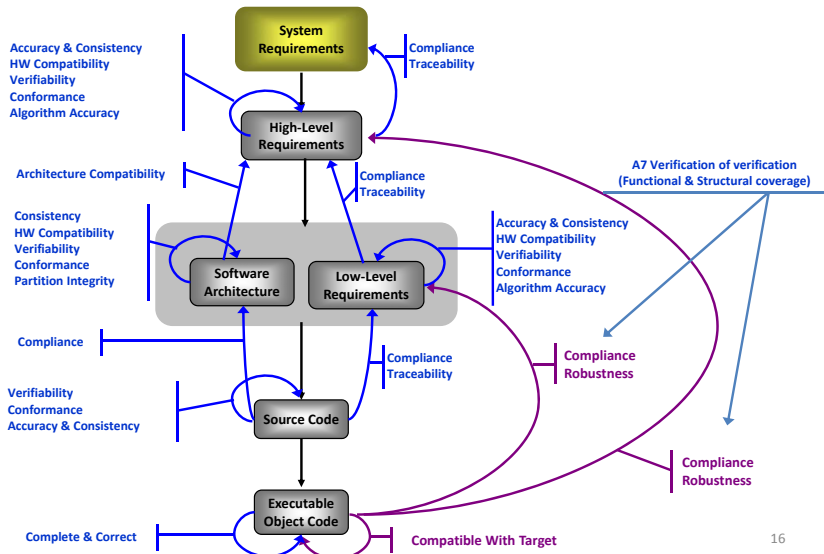 System
Requirements
Accuracy & Consistency
HW Compatibility
Verifiability
Conformance
Algorithm Accuracy
Compliance
Traceability
High-Level
Requirements
A7 Verification of verification
(Functional & Structural coverage)
Architecture Compatibility
Compliance
Traceability
Consistency
HW Compatibility
Verifiability
Conformance
Partition Integrity
Software
Architecture
Low-Level
Requirements
Accuracy & Consistency
HW Compatibility
Verifiability
Conformance
Algorithm Accuracy
Compliance
Compliance
Traceability
Compliance
Robustness
Verifiability
Conformance
Accuracy & Consistency
Source Code
Compliance
Robustness
Executable
Object Code
Complete & Correct
Compatible With Target
16